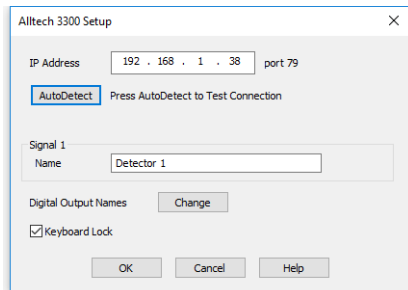 Alltech 3300 Setup
IP Address 192 . 168 . 1 . 38 port 79
AutoDetect Press AutoDetect to Test Connection
Signal 1
Name Detector 1
Digital Output Names Change
Keyboard Lock
OK Cancel Help